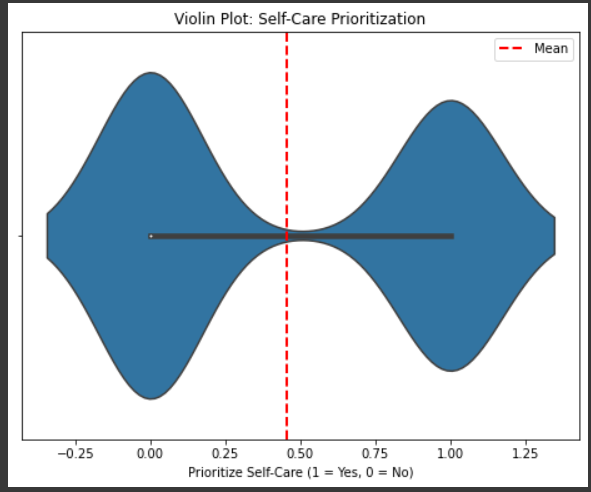 Violin Plot: Self-Care Prioritization
Mean
−0.25 0.00 0.25 0.50 0.75 1.00 1.25
Prioritize Self-Care (1 = Yes, 0 = No)